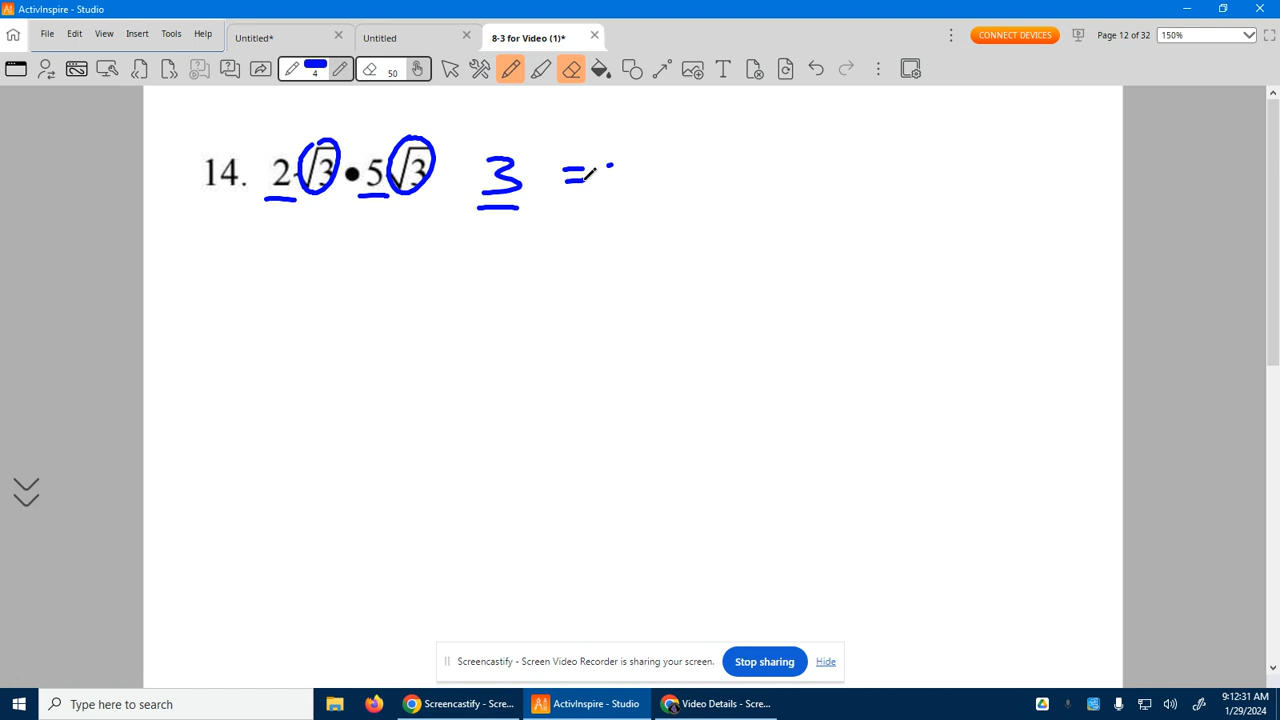 ActivInspire - Studio
File Edit View Insert Tools Help
Untitled*
Untitled
8-3 for Video (1)*
CONNECT DEVICES
Page 12 of 32
150%
4
50
14. 2√3 • 5√3 3 =
Screencastify - Screen Video Recorder is sharing your screen.
Stop sharing
Hide
Type here to search
Screencastify - Scree...
ActivInspire - Studio
Video Details - Scre...
9:12:31 AM
1/29/2024